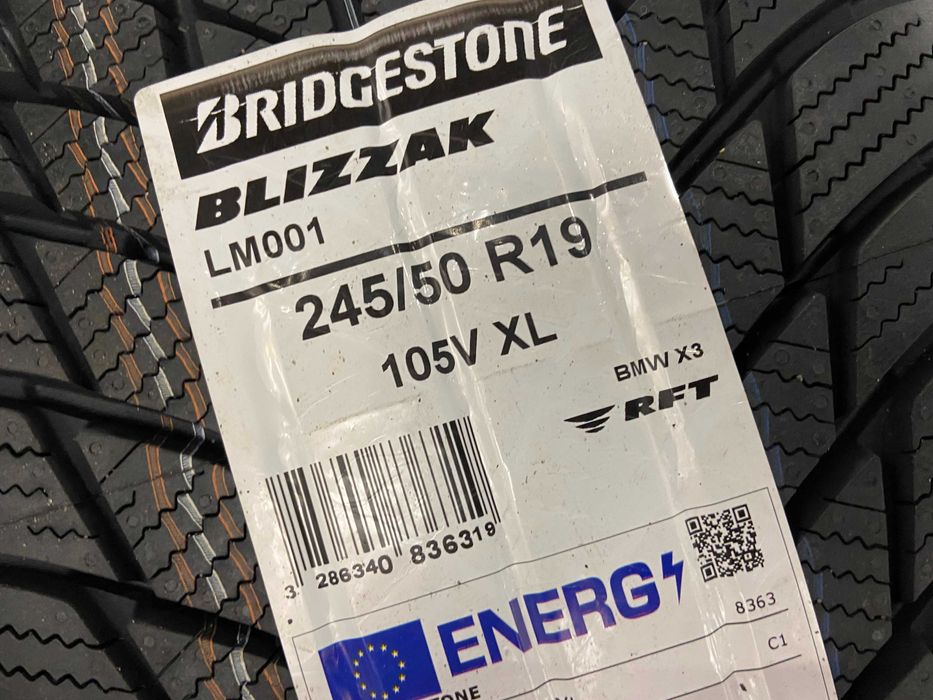 BRIDGESTONE
BLIZZAK
LM001
245/50 R19
105V XL
BMW X3
RFT
3 286340 836319
ENERG
8363
C1